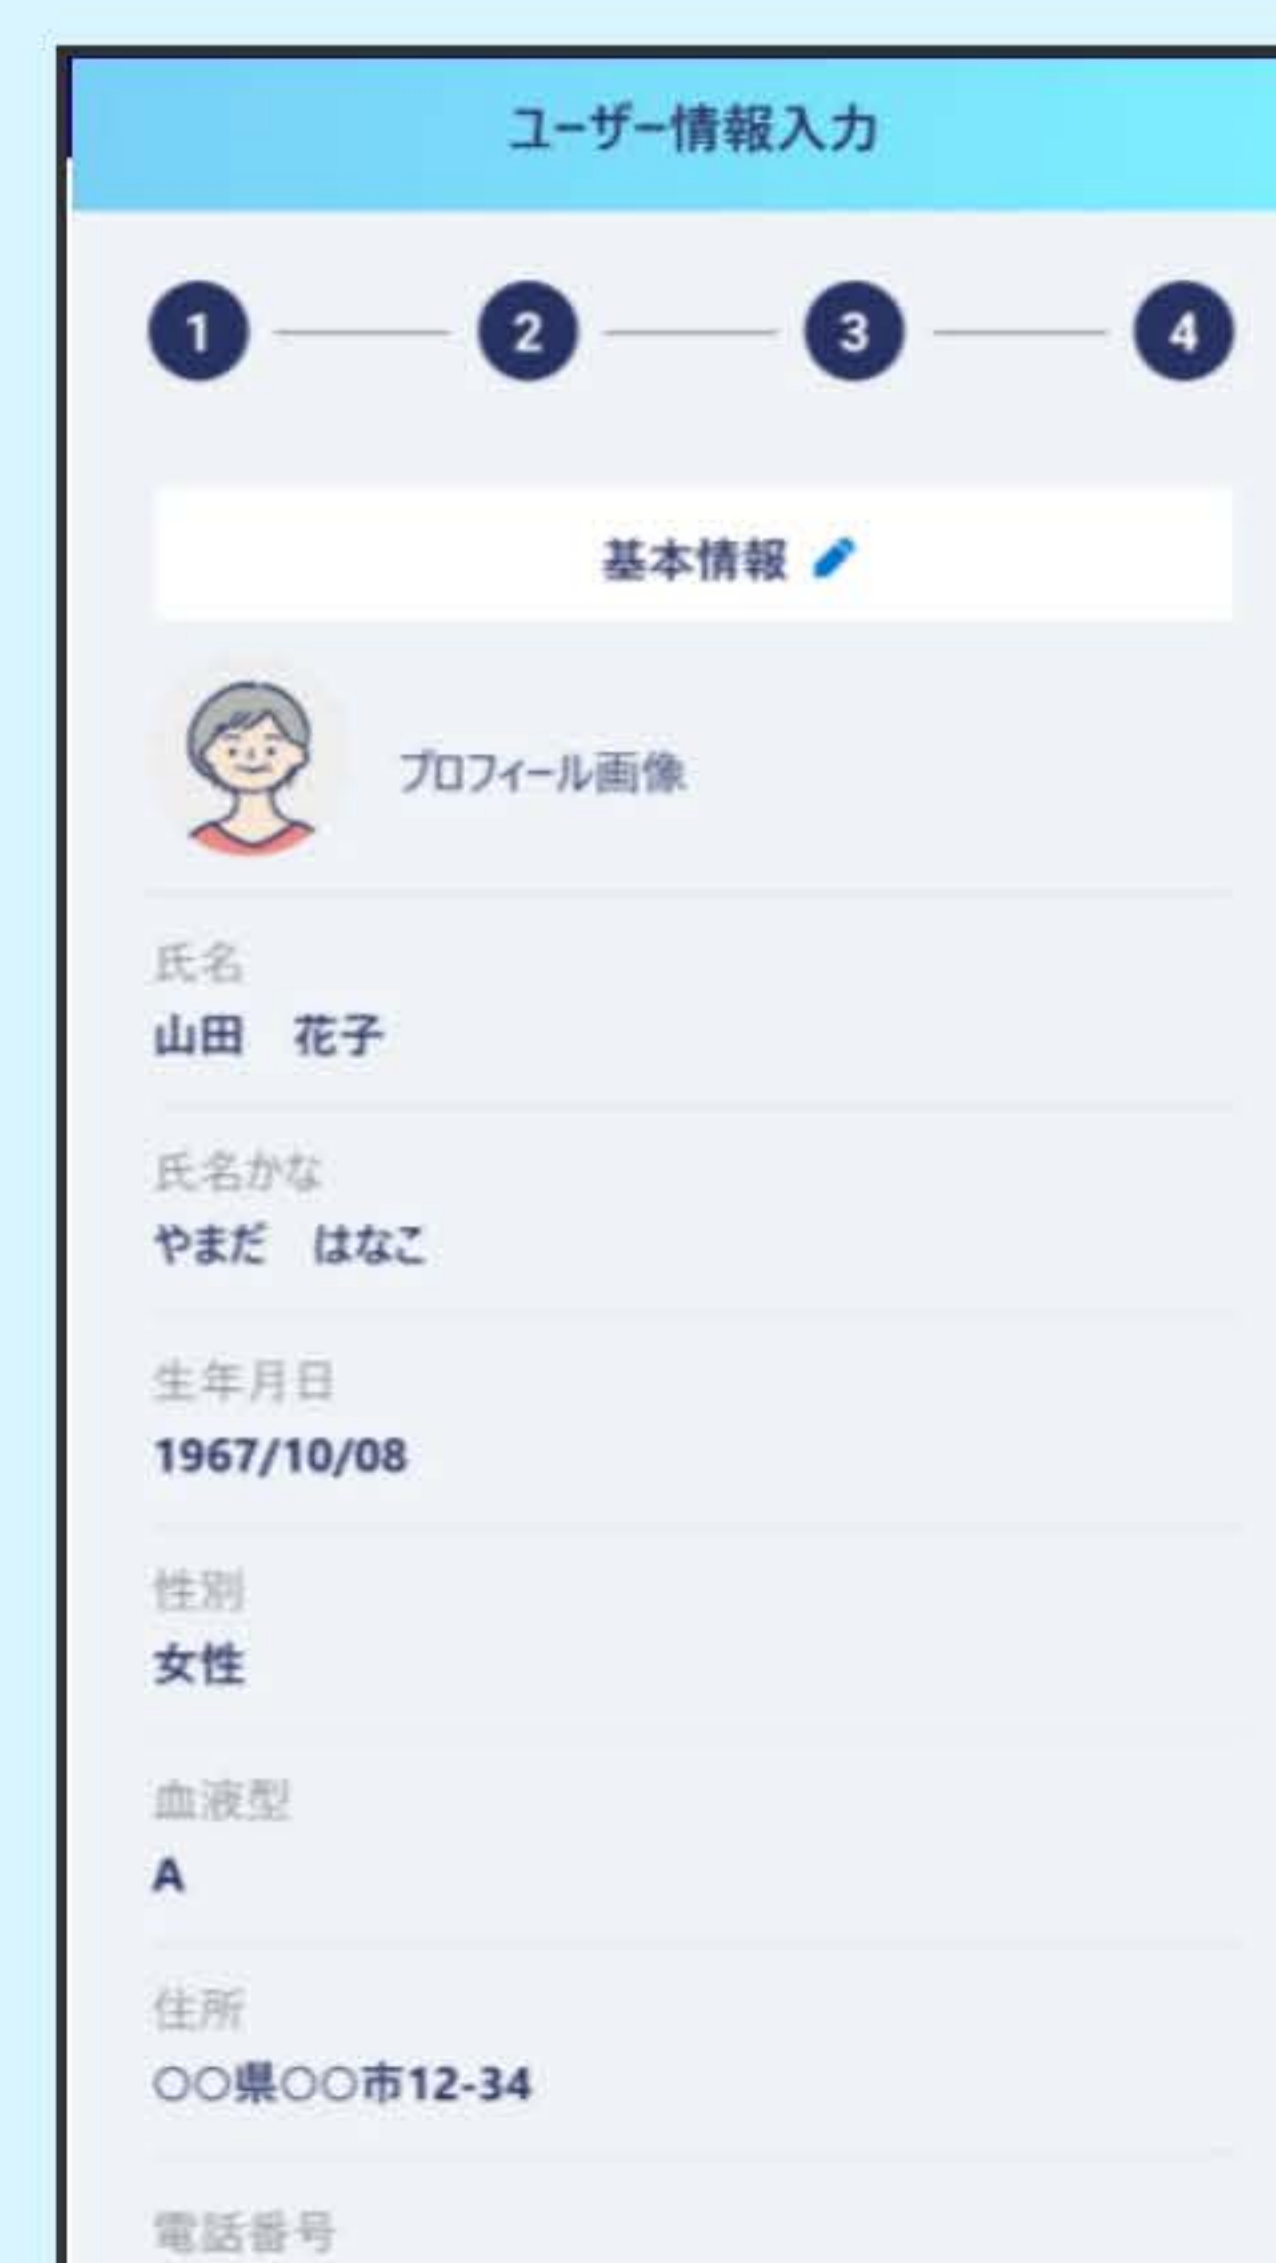 ユーザー情報入力
1 2 3 4
基本情報
プロフィール画像
氏名
山田　花子
氏名かな
やまだ　はなこ
生年月日
1967/10/08
性別
女性
血液型
A
住所
○○県○○市12-34
電話番号